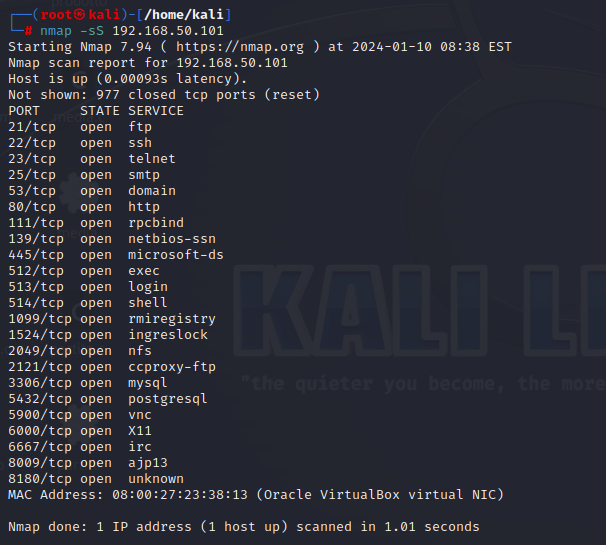 ┌──(root㉿kali)-[/home/kali]
└─# nmap -sS 192.168.50.101
Starting Nmap 7.94 ( https://nmap.org ) at 2024-01-10 08:38 EST
Nmap scan report for 192.168.50.101
Host is up (0.00093s latency).
Not shown: 977 closed tcp ports (reset)
PORT     STATE SERVICE
21/tcp   open  ftp
22/tcp   open  ssh
23/tcp   open  telnet
25/tcp   open  smtp
53/tcp   open  domain
80/tcp   open  http
111/tcp  open  rpcbind
139/tcp  open  netbios-ssn
445/tcp  open  microsoft-ds
512/tcp  open  exec
513/tcp  open  login
514/tcp  open  shell
1099/tcp open  rmiregistry
1524/tcp open  ingreslock
2049/tcp open  nfs
2121/tcp open  ccproxy-ftp
3306/tcp open  mysql
5432/tcp open  postgresql
5900/tcp open  vnc
6000/tcp open  X11
6667/tcp open  irc
8009/tcp open  ajp13
8180/tcp open  unknown
MAC Address: 08:00:27:23:38:13 (Oracle VirtualBox virtual NIC)
Nmap done: 1 IP address (1 host up) scanned in 1.01 seconds
KALI
"the quieter you become, the more